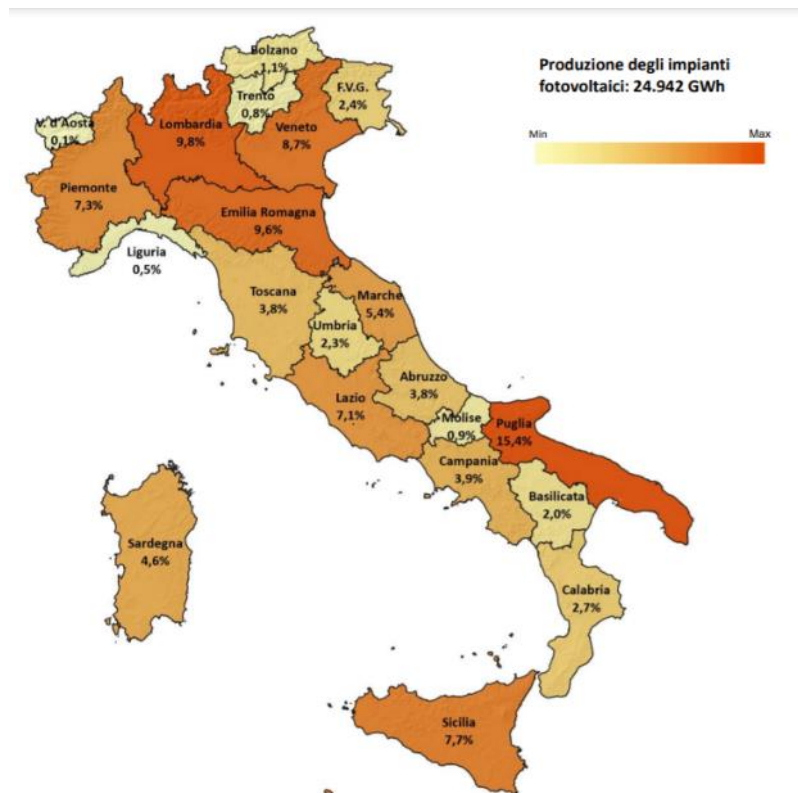 Produzione degli impianti
fotovoltaici: 24.942 GWh
Min
Max
Bolzano
1,1%
Trento
0,8%
F.V.G.
2,4%
V. d'Aosta
0,1%
Lombardia
9,8%
Veneto
8,7%
Piemonte
7,3%
Emilia Romagna
9,6%
Liguria
0,5%
Toscana
3,8%
Marche
5,4%
Umbria
2,3%
Lazio
7,1%
Abruzzo
3,8%
Molise
0,9%
Puglia
15,4%
Campania
3,9%
Basilicata
2,0%
Sardegna
4,6%
Calabria
2,7%
Sicilia
7,7%